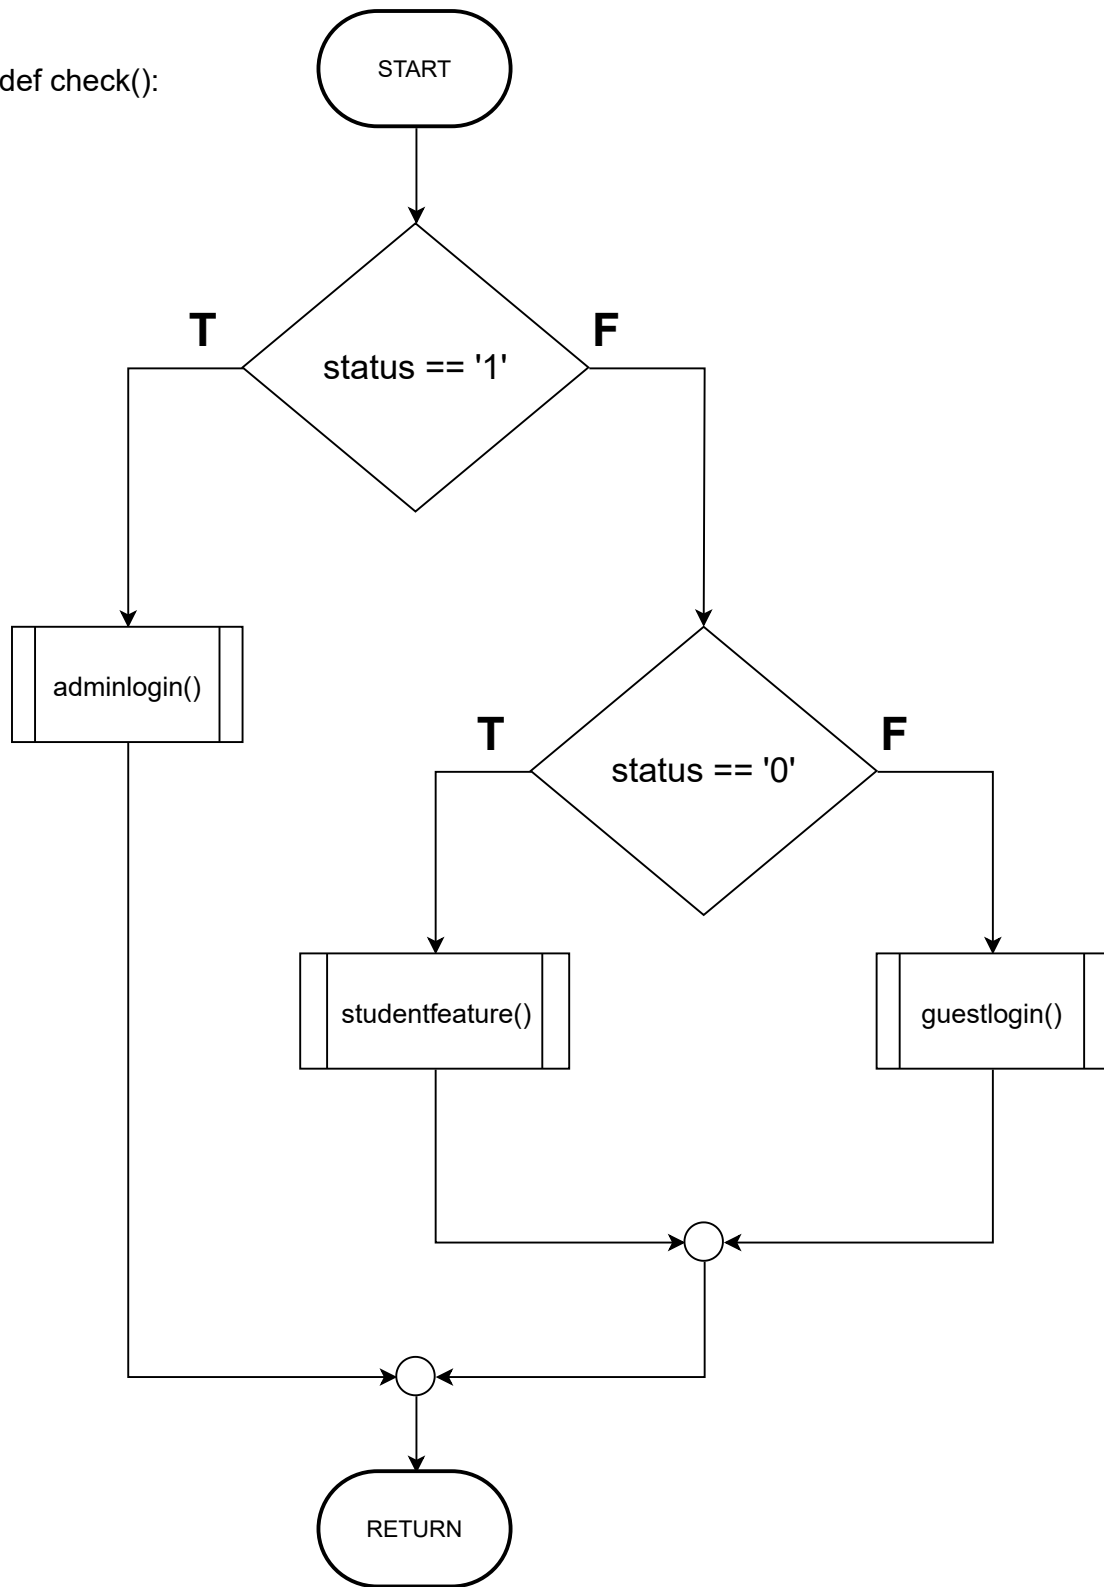 START
def check():
T
F
status == '1'
adminlogin()
T
F
status == '0'
studentfeature()
guestlogin()
RETURN